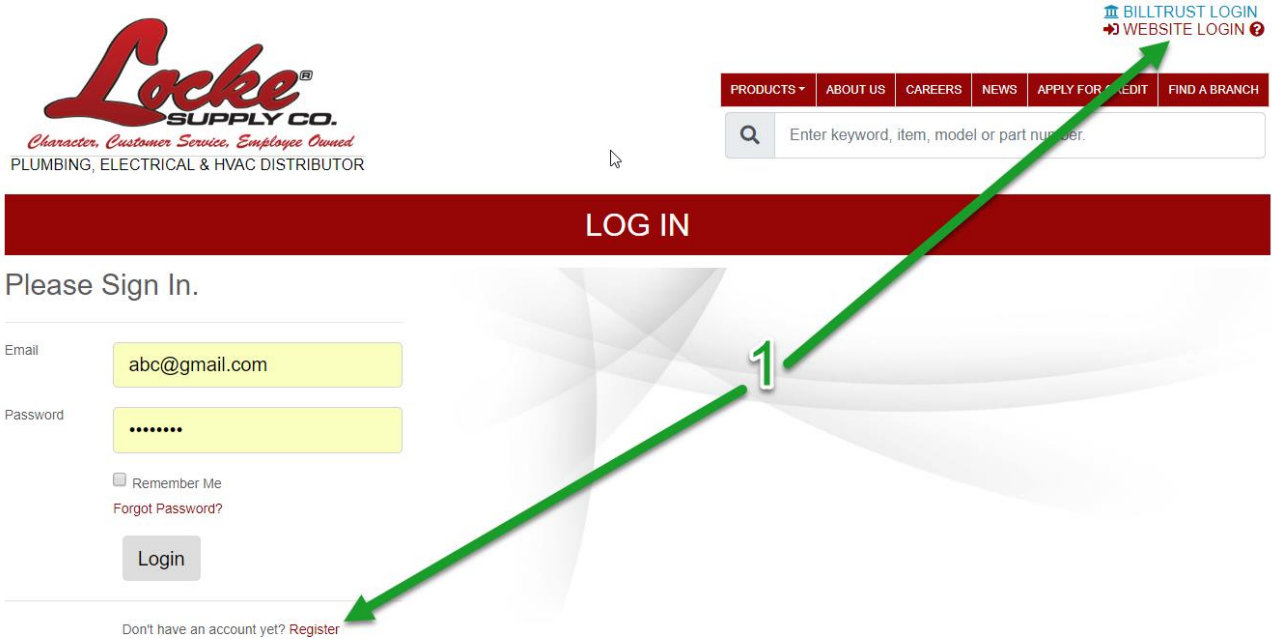 BILLTRUST LOGIN
WEBSITE LOGIN ?
Locke®
SUPPLY CO.
Character, Customer Service, Employee Owned
PLUMBING, ELECTRICAL & HVAC DISTRIBUTOR
PRODUCTS ABOUT US CAREERS NEWS APPLY FOR CREDIT FIND A BRANCH
Enter keyword, item, model or part number.
LOG IN
Please Sign In.
Email
abc@gmail.com
Password
••••••••
Remember Me
Forgot Password?
Login
Don't have an account yet? Register
1